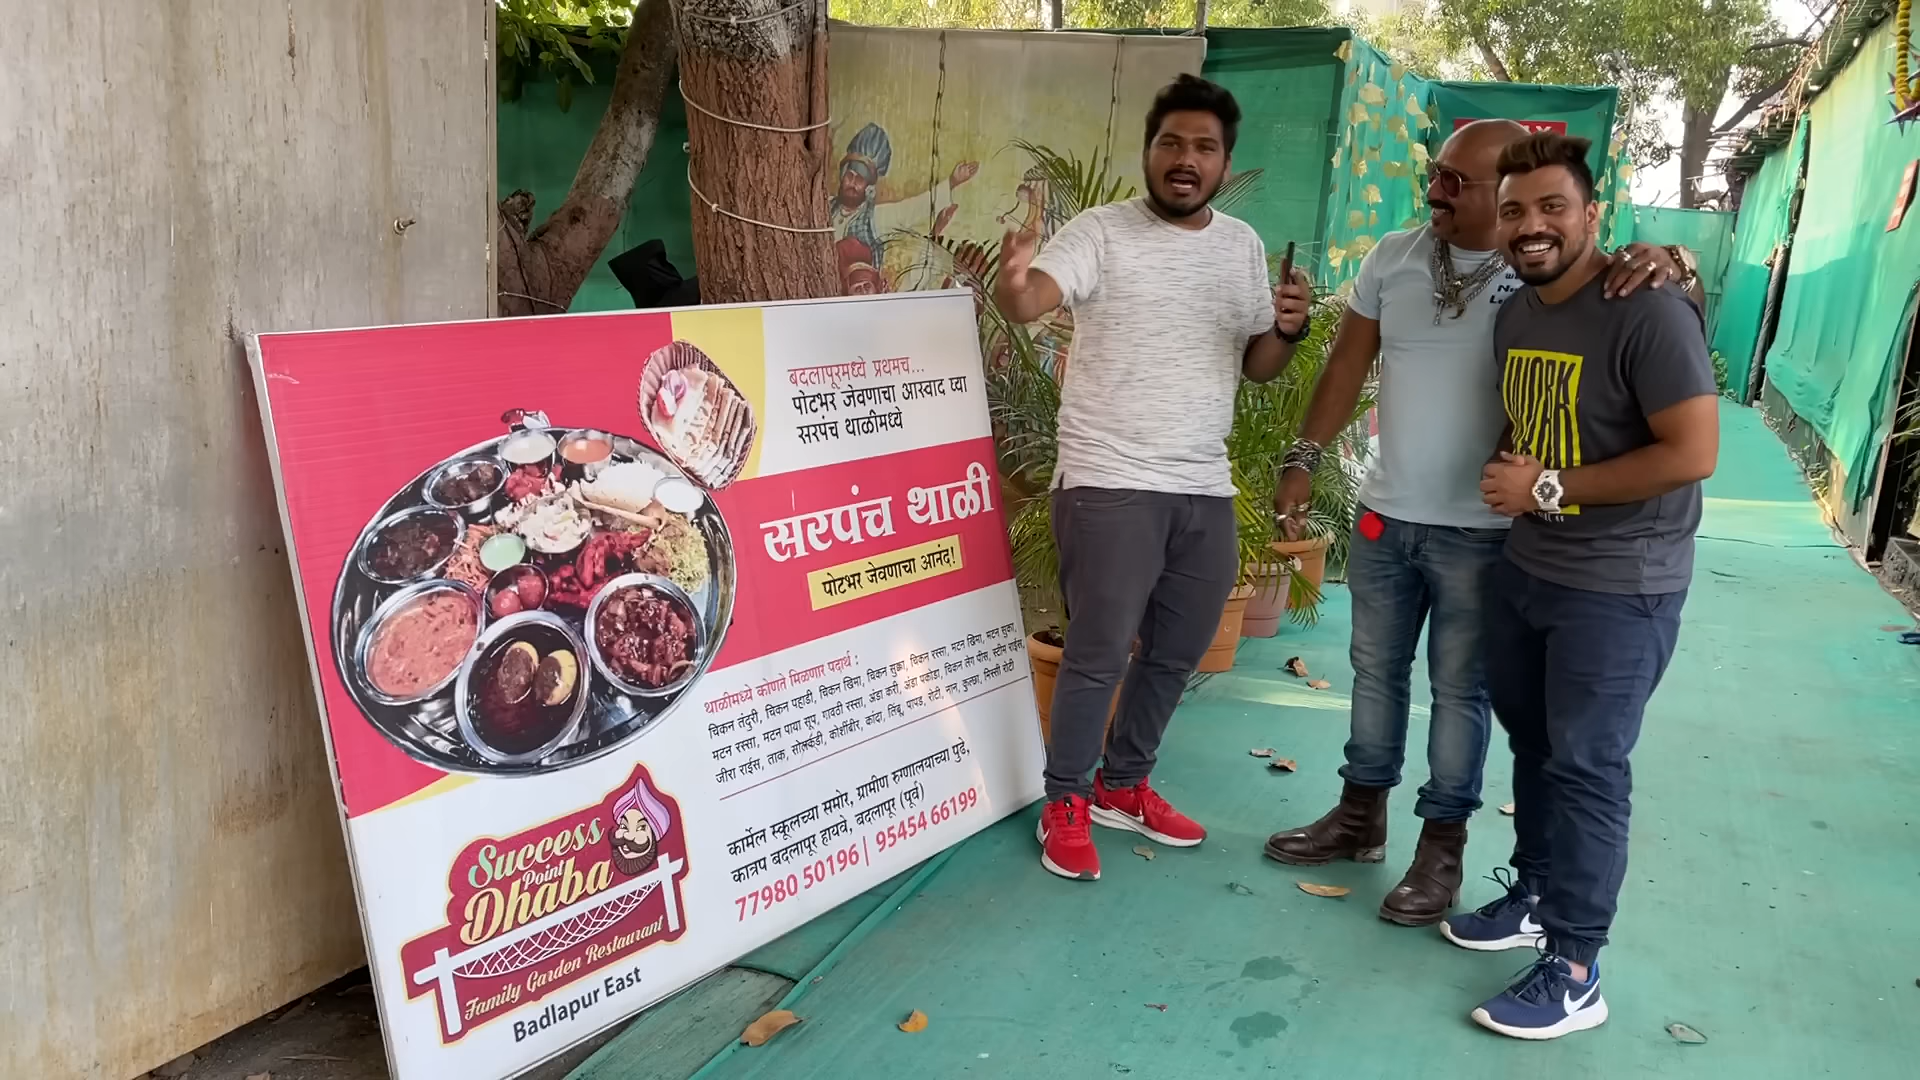 बदलापूरमध्ये प्रथमच...
पोटभर जेवणाचा आस्वाद घ्या
सरपंच थाळीमध्ये
सरपंच थाळी
पोटभर जेवणाचा आनंद!
थाळीमध्ये कोणते मिळणार पदार्थ :
चिकन तंदुरी, चिकन पहाडी, चिकन खिमा, चिकन सुक्का, चिकन रस्सा, मटन खिमा, मटन सुका,
मटन रस्सा, मटन पाया सूप, गावठी रस्सा, अंडा करी, अंडा पकोडा, चिकन लेग पीस, स्टीम राईस,
जीरा राईस, ताक, सोलकंडी, कोशींबीर, कांदा, लिंबू, पापड, रोटी, नान, कुल्छा, मिस्सी रोटी
कार्मेल स्कूलच्या समोर, ग्रामीण रुग्णालयाच्या पुढे,
कात्रप बदलापूर हायवे, बदलापूर (पूर्व)
77980 50196 | 95454 66199
Success
Point
Dhaba
Family Garden Restaurant
Badlapur East
WORK